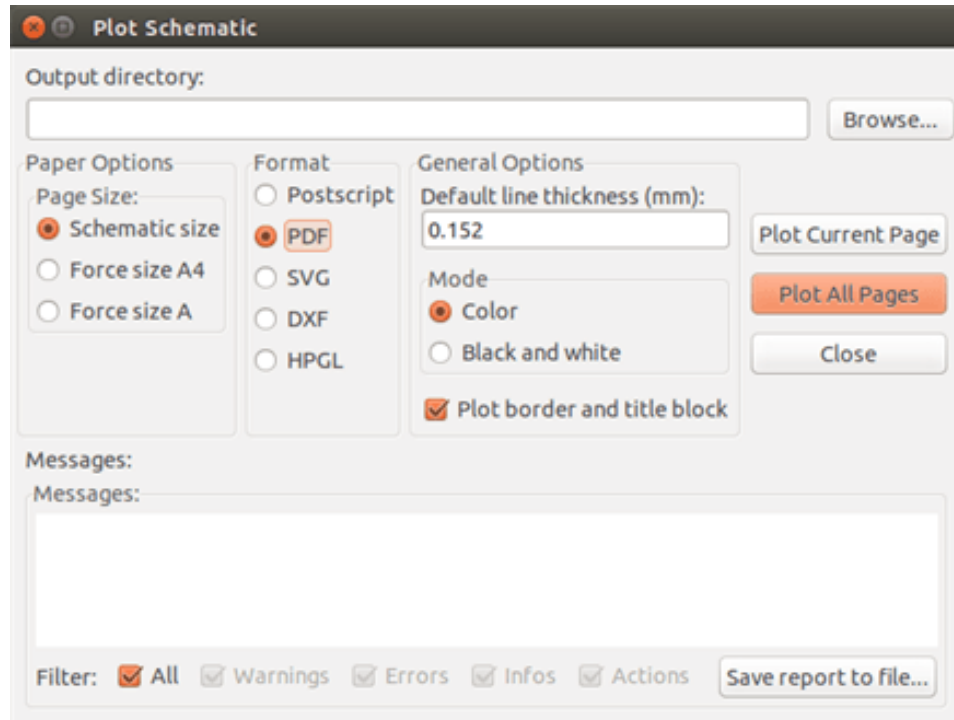 Plot Schematic
Output directory:
Browse...
Paper Options
Page Size:
Schematic size
Force size A4
Force size A
Format
Postscript
PDF
SVG
DXF
HPGL
General Options
Default line thickness (mm):
0.152
Mode
Color
Black and white
Plot border and title block
Plot Current Page
Plot All Pages
Close
Messages:
Messages:
Filter: All Warnings Errors Infos Actions Save report to file...